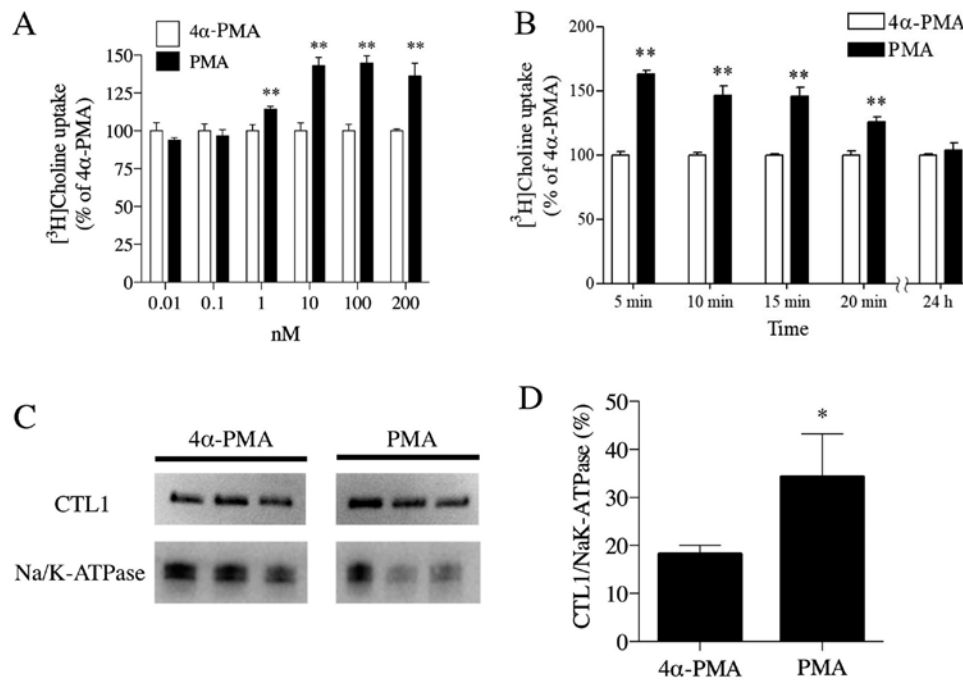 A
4α-PMA
PMA
[³H]Choline uptake
(% of 4α-PMA)
150
125
100
75
50
25
0
** ** ** **
0.01 0.1 1 10 100 200
nM
B
4α-PMA
PMA
[³H]Choline uptake
(% of 4α-PMA)
200
150
100
50
0
** ** ** **
5 min 10 min 15 min 20 min 24 h
Time
C
4α-PMA PMA
CTL1
Na/K-ATPase
D
CTL1/NaK-ATPase (%)
50
40
30
20
10
0
*
4α-PMA PMA